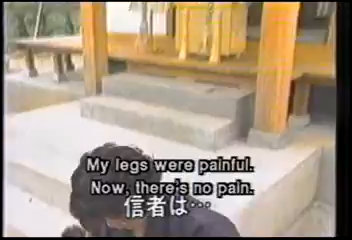 My legs were painful.
Now, there's no pain.
信者は…